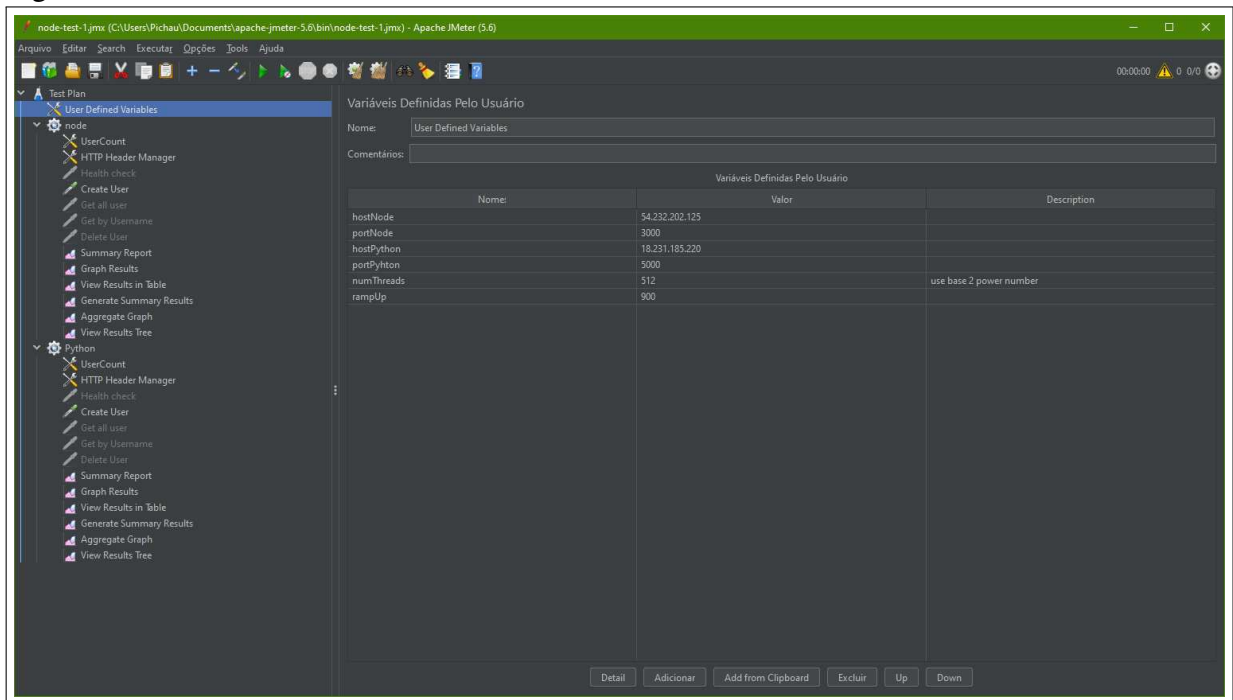 node-test-1.jmx (C:\Users\Pichau\Documents\apache-jmeter-5.6\bin\node-test-1.jmx) - Apache JMeter (5.6)
Arquivo Editar Search Executar Opções Tools Ajuda
00:00:00 0 0/0
Test Plan
User Defined Variables
node
UserCount
HTTP Header Manager
Health check
Create User
Get all user
Get by Username
Delete User
Summary Report
Graph Results
View Results in Table
Generate Summary Results
Aggregate Graph
View Results Tree
Python
UserCount
HTTP Header Manager
Health check
Create User
Get all user
Get by Username
Delete User
Summary Report
Graph Results
View Results in Table
Generate Summary Results
Aggregate Graph
View Results Tree
Variáveis Definidas Pelo Usuário
Nome: User Defined Variables
Comentários:
Variáveis Definidas Pelo Usuário
Nome: Valor Description
hostNode 54.232.202.125
portNode 3000
hostPython 18.231.185.220
portPyhton 5000
numThreads 512 use base 2 power number
rampUp 900
Detail Adicionar Add from Clipboard Excluir Up Down